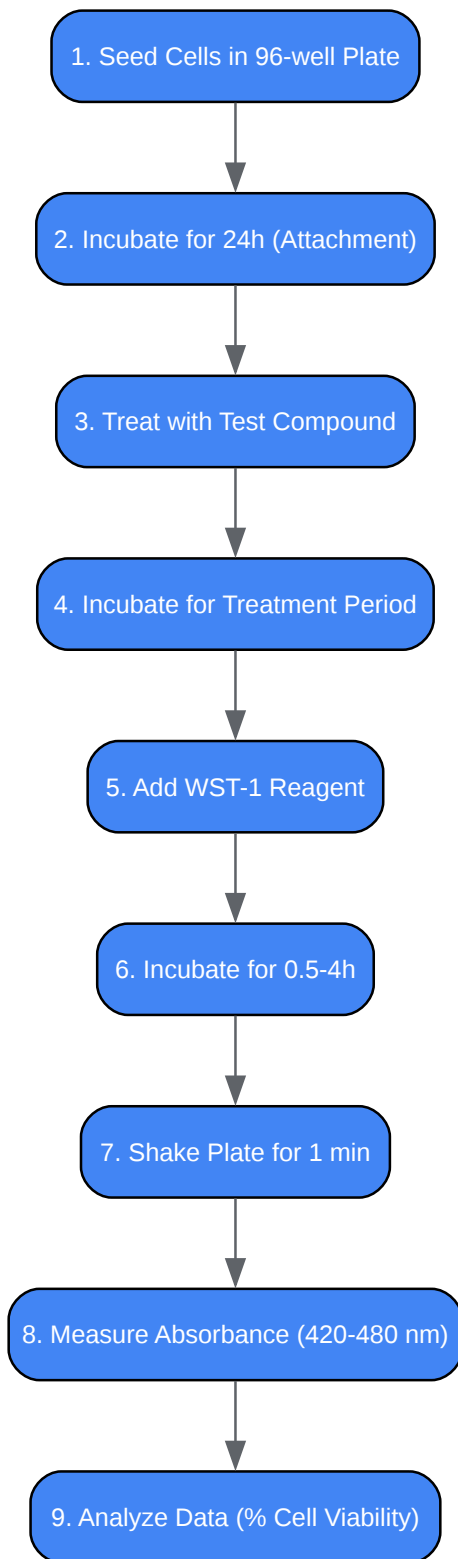 1. Seed Cells in 96-well Plate
2. Incubate for 24h (Attachment)
3. Treat with Test Compound
4. Incubate for Treatment Period
5. Add WST-1 Reagent
6. Incubate for 0.5-4h
7. Shake Plate for 1 min
8. Measure Absorbance (420-480 nm)
9. Analyze Data (% Cell Viability)